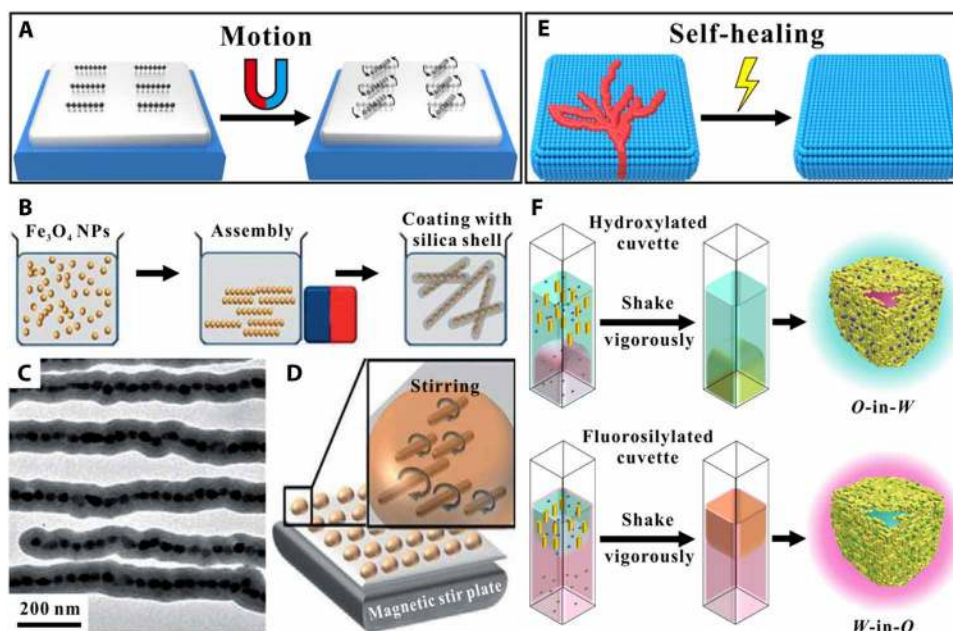 A
Motion
E
Self-healing
B
Fe₃O₄ NPs
Assembly
Coating with
silica shell
C
200 nm
D
Stirring
Magnetic stir plate
F
Hydroxylated
cuvette
Shake
vigorously
O-in-W
Fluorosilylated
cuvette
Shake
vigorously
W-in-O